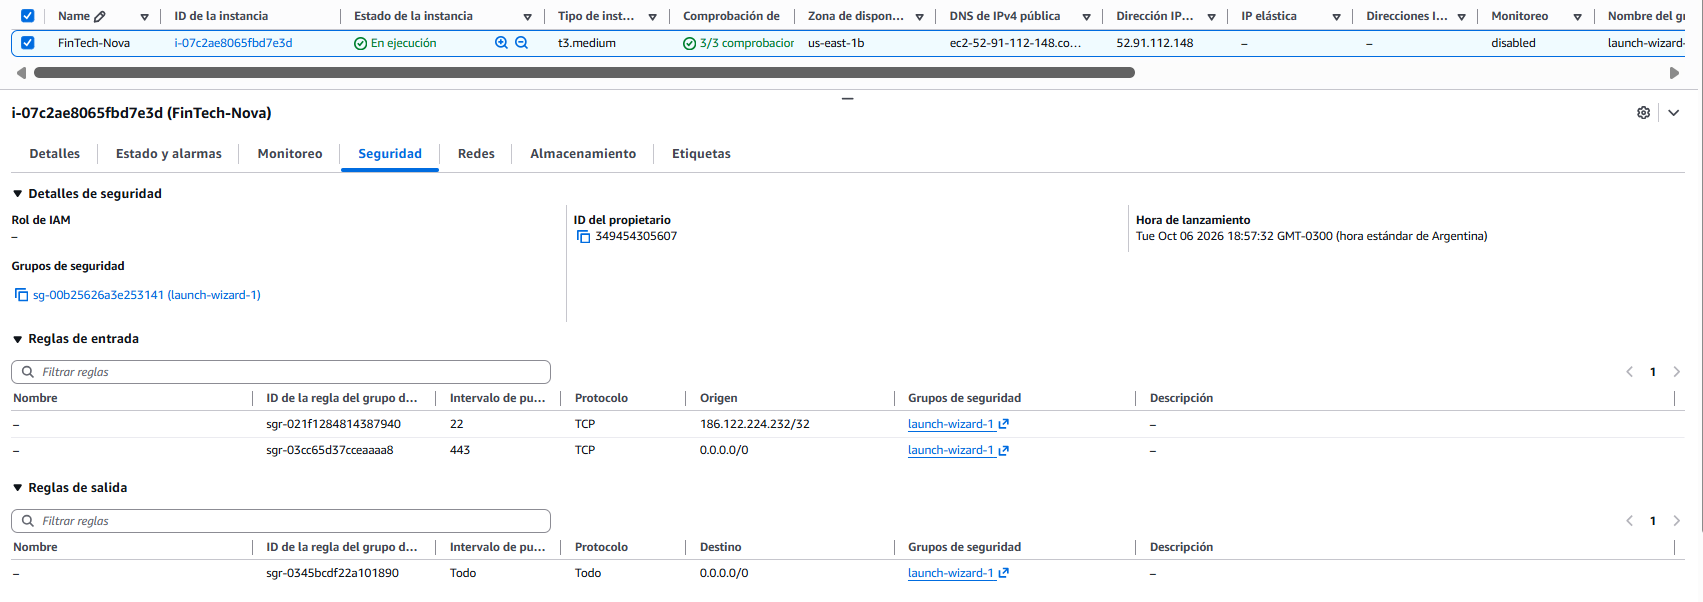 Name ID de la instancia Estado de la instancia Tipo de inst... Comprobación de Zona de dispon... DNS de IPv4 pública Dirección IP... IP elástica Direcciones I... Monitoreo Nombre del gr
FinTech-Nova i-07c2ae8065fbd7e3d En ejecución t3.medium 3/3 comprobacion us-east-1b ec2-52-91-112-148.co... 52.91.112.148 – – disabled launch-wizard-
i-07c2ae8065fbd7e3d (FinTech-Nova)
Detalles Estado y alarmas Monitoreo Seguridad Redes Almacenamiento Etiquetas
Detalles de seguridad
Rol de IAM ID del propietario Hora de lanzamiento
– 349454305607 Tue Oct 06 2026 18:57:32 GMT-0300 (hora estándar de Argentina)
Grupos de seguridad
sg-00b25626a3e253141 (launch-wizard-1)
Reglas de entrada
Filtrar reglas 1
Nombre ID de la regla del grupo d... Intervalo de pu... Protocolo Origen Grupos de seguridad Descripción
– sgr-021f1284814387940 22 TCP 186.122.224.232/32 launch-wizard-1 –
– sgr-03cc65d37cceaaaa8 443 TCP 0.0.0.0/0 launch-wizard-1 –
Reglas de salida
Filtrar reglas 1
Nombre ID de la regla del grupo d... Intervalo de pu... Protocolo Destino Grupos de seguridad Descripción
– sgr-0345bcdf22a101890 Todo Todo 0.0.0.0/0 launch-wizard-1 –